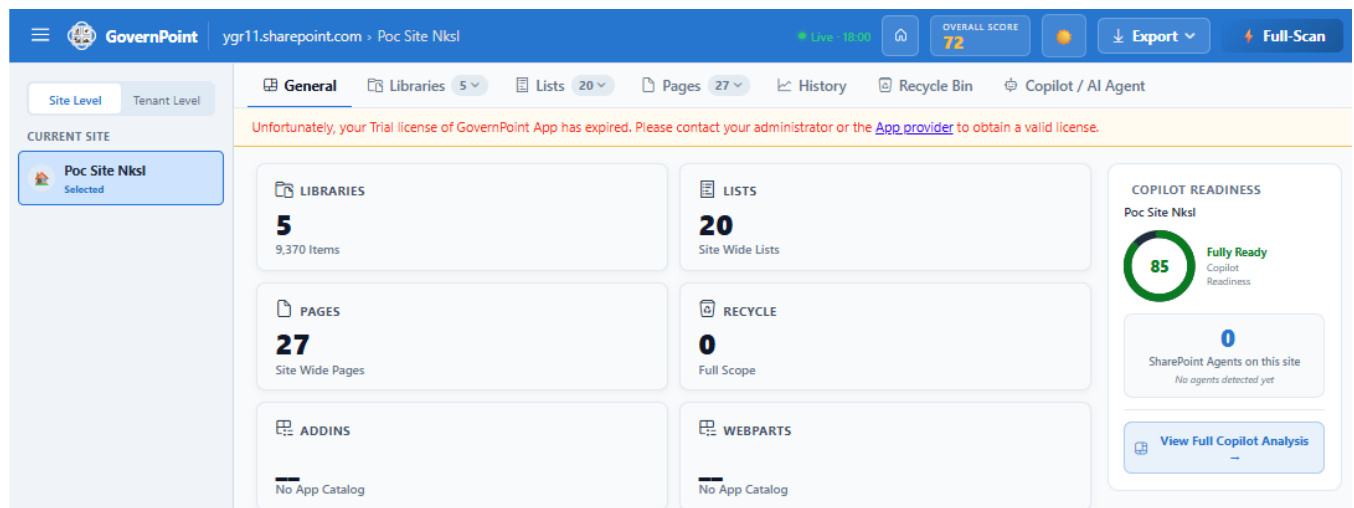 GovernPoint
ygr11.sharepoint.com › Poc Site Nksl
Live · 18:00
OVERALL SCORE
72
Export
Full-Scan
Site Level
Tenant Level
CURRENT SITE
Poc Site Nksl
Selected
General
Libraries 5
Lists 20
Pages 27
History
Recycle Bin
Copilot / AI Agent
Unfortunately, your Trial license of GovernPoint App has expired. Please contact your administrator or the App provider to obtain a valid license.
LIBRARIES
5
9,370 Items
LISTS
20
Site Wide Lists
PAGES
27
Site Wide Pages
RECYCLE
0
Full Scope
ADDINS
__
No App Catalog
WEBPARTS
__
No App Catalog
COPILOT READINESS
Poc Site Nksl
85
Fully Ready
Copilot
Readiness
0
SharePoint Agents on this site
No agents detected yet
View Full Copilot Analysis
→